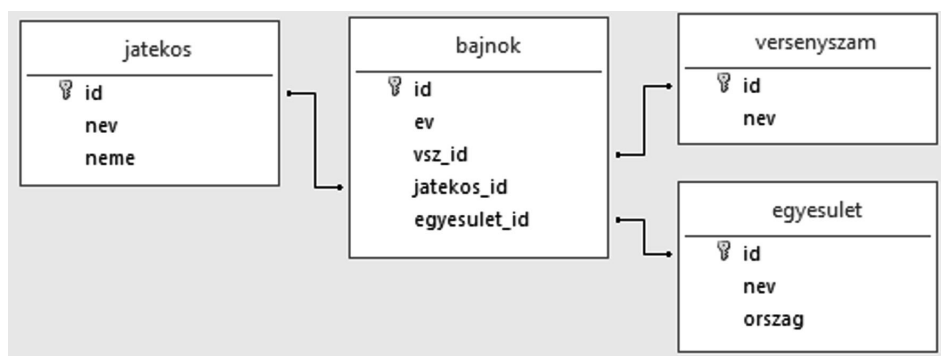 jatekos
id
nev
neme
bajnok
id
ev
vsz_id
jatekos_id
egyesulet_id
versenyszam
id
nev
egyesulet
id
nev
orszag